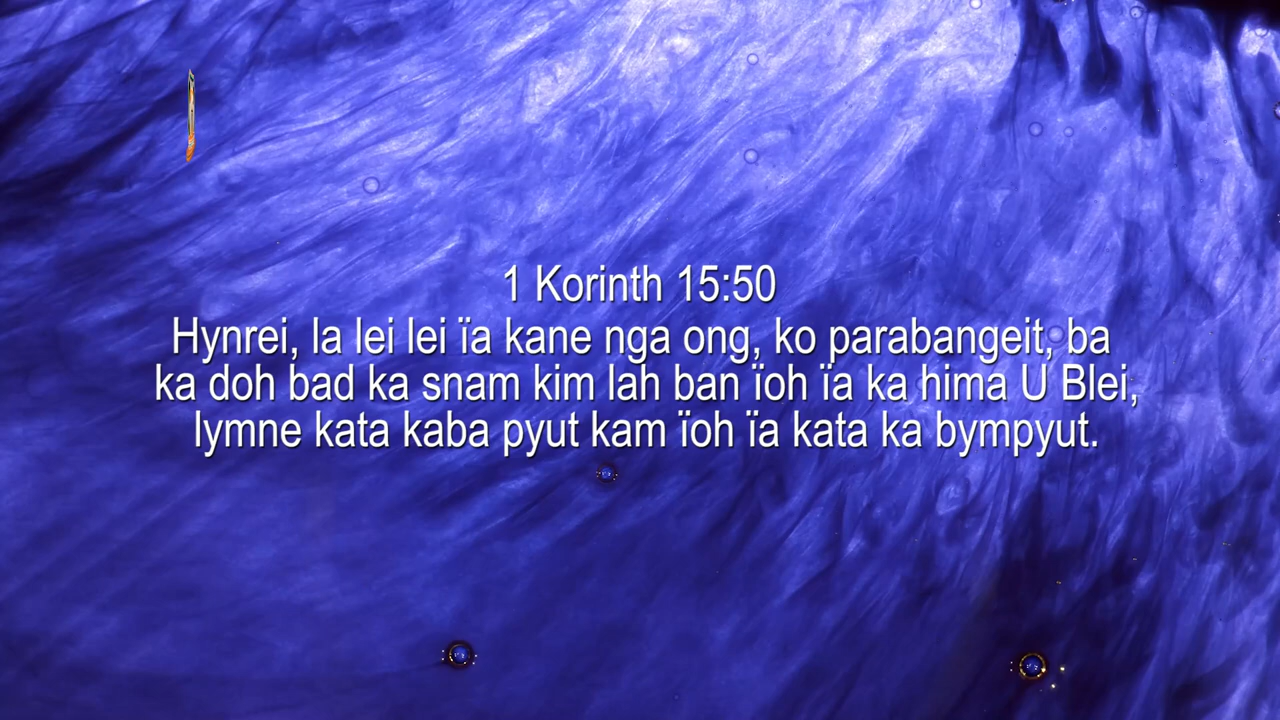 1 Korinth 15:50
Hynrei, la lei lei ïa kane nga ong, ko parabangeit, ba
ka doh bad ka snam kim lah ban ïoh ïa ka hima U Blei;
lymne kata kaba pyut kam ïoh ïa kata ka bympyut.